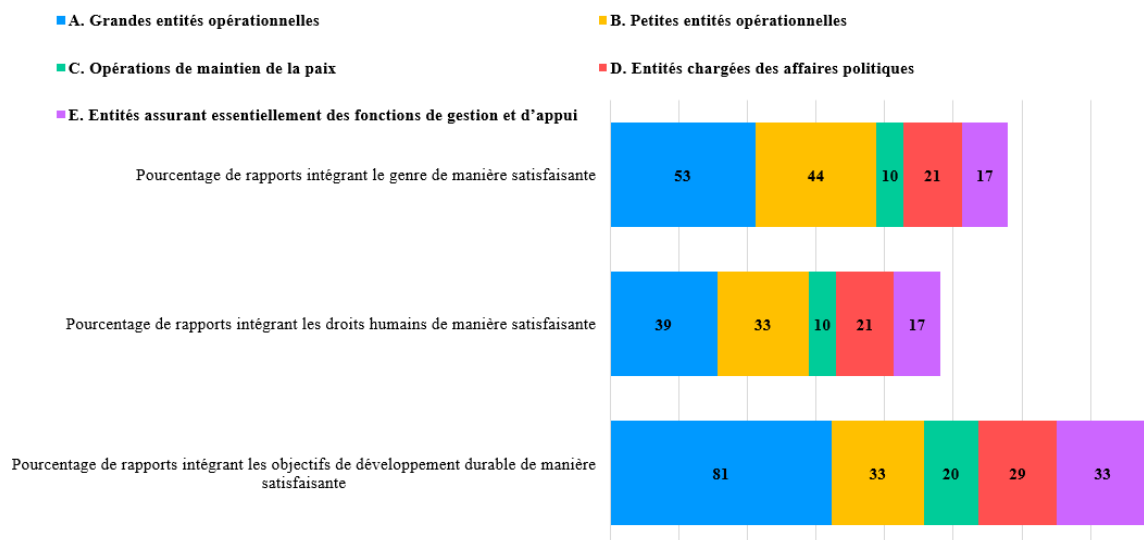 A. Grandes entités opérationnelles
B. Petites entités opérationnelles
C. Opérations de maintien de la paix
D. Entités chargées des affaires politiques
E. Entités assurant essentiellement des fonctions de gestion et d’appui
Pourcentage de rapports intégrant le genre de manière satisfaisante
53 44 10 21 17
Pourcentage de rapports intégrant les droits humains de manière satisfaisante
39 33 10 21 17
Pourcentage de rapports intégrant les objectifs de développement durable de manière
satisfaisante
81 33 20 29 33